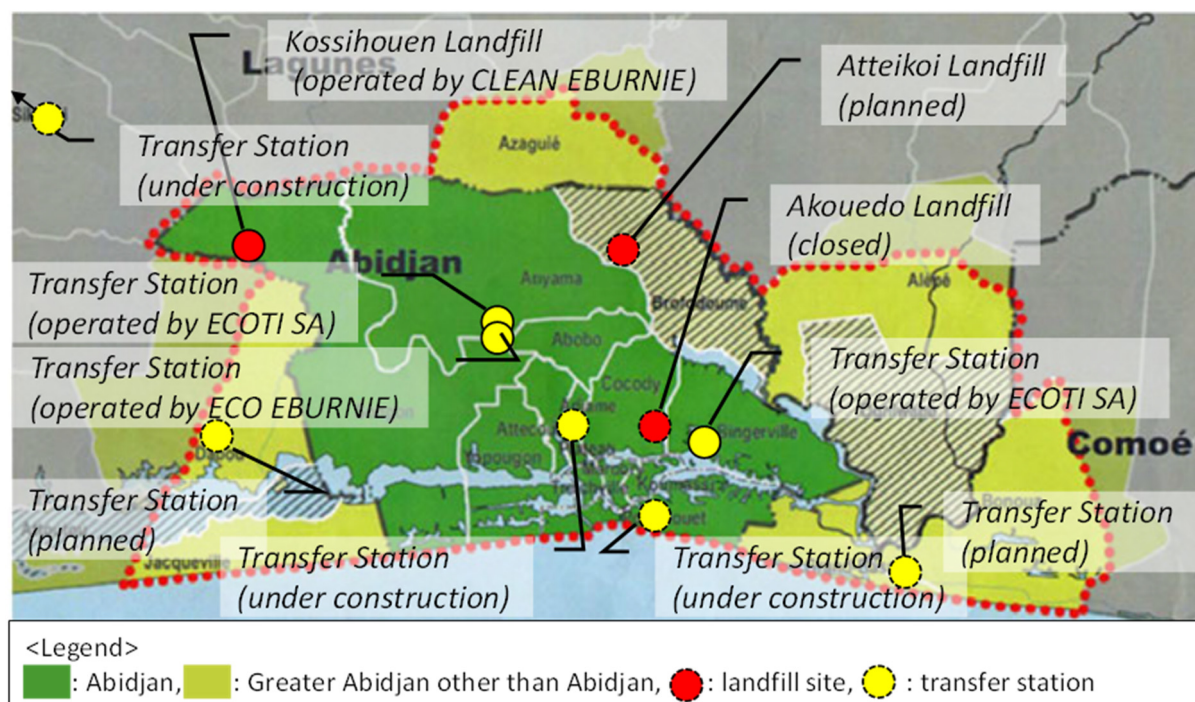 Kossihouen Landfill
(operated by CLEAN EBURNIE)
Lagunes
Atteikoi Landfill
(planned)
Azaguié
Transfer Station
(under construction)
Akouedo Landfill
(closed)
Abidjan
Anyama
Brofodoumé
Alépé
Transfer Station
(operated by ECOTI SA)
Abobo
Transfer Station
(operated by ECO EBURNIE)
Cocody
Transfer Station
(operated by ECOTI SA)
Bingerville
Comoé
Yopougon
Dabou
Transfer Station
(planned)
Jacqueville
Transfer Station
(under construction)
Transfer Station
(under construction)
Bonoua
Transfer Station
(planned)
<Legend>
: Abidjan, : Greater Abidjan other than Abidjan, : landfill site, : transfer station